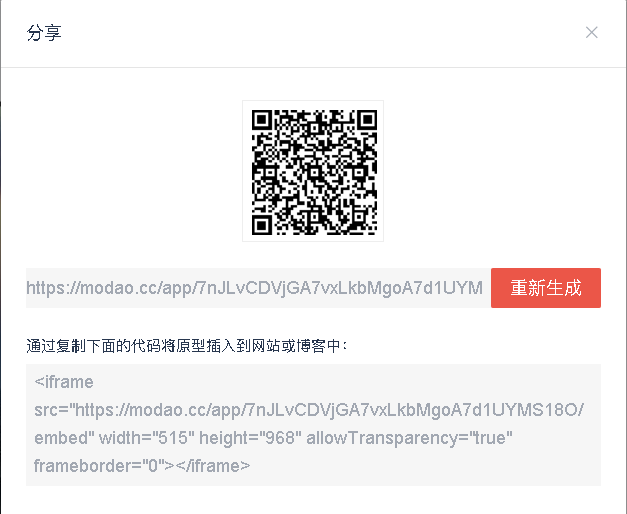 分享
https://modao.cc/app/7nJLvCDVjGA7vxLkbMgoA7d1UYM
重新生成
通过复制下面的代码将原型插入到网站或博客中:
<iframe
src="https://modao.cc/app/7nJLvCDVjGA7vxLkbMgoA7d1UYMS18O/
embed" width="515" height="968" allowTransparency="true"
frameborder="0"></iframe>